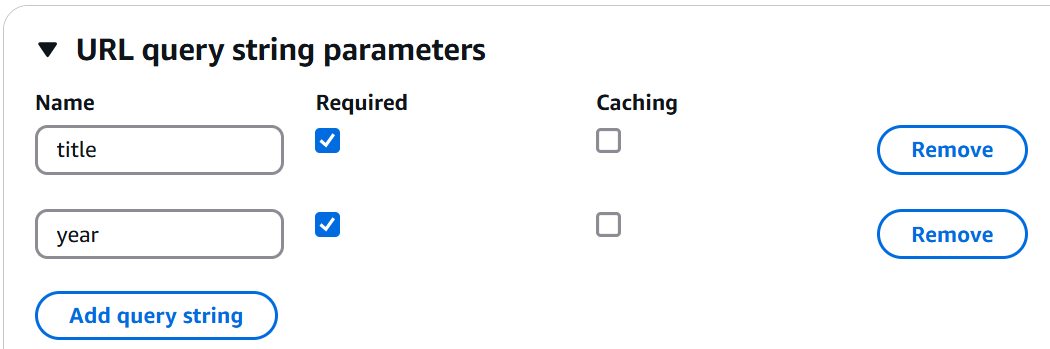 URL query string parameters
Name Required Caching
title Remove
year Remove
Add query string